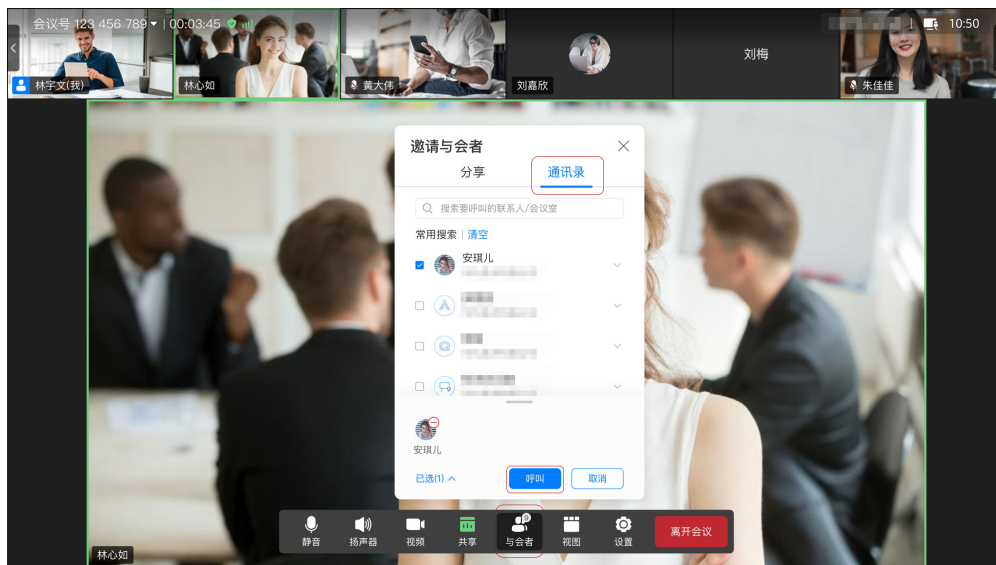 会议号 123 456 789 | 00:03:45
10:50
林宇文(我)
林心如
黄大伟
刘嘉欣
刘梅
朱佳佳
邀请与会者
分享
通讯录
搜索要呼叫的联系人/会议室
常用搜索 | 清空
安琪儿
安琪儿
已选(1)
呼叫
取消
静音
扬声器
视频
共享
与会者
视图
设置
离开会议
林心如